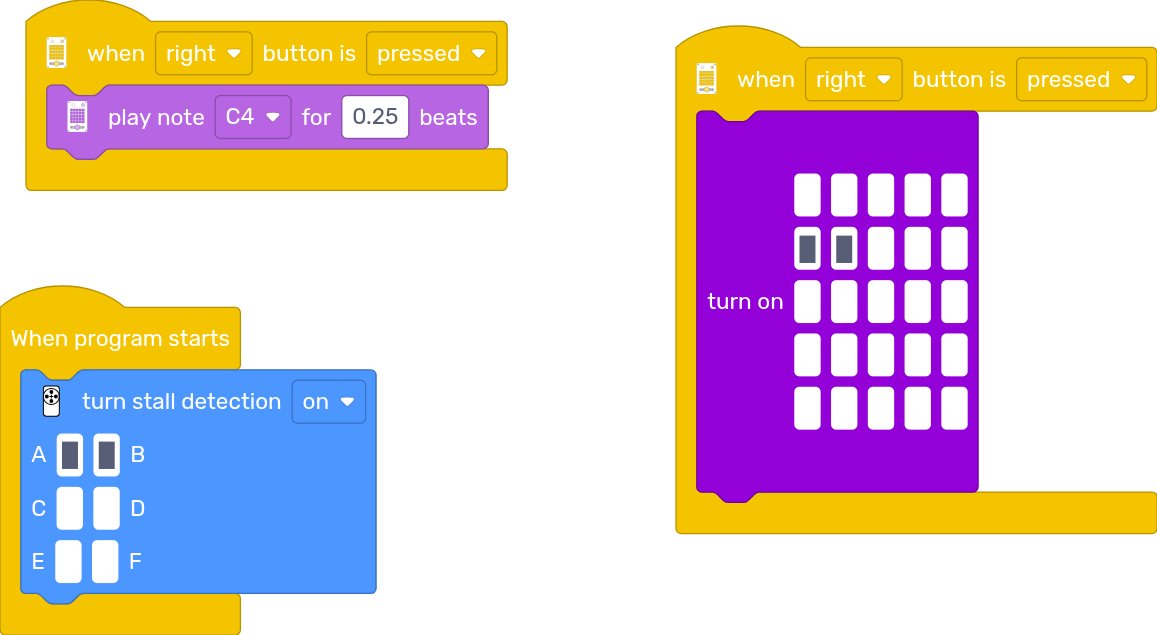 when right button is pressed
play note C4 for 0.25 beats
When program starts
turn stall detection on
A B
C D
E F
when right button is pressed
turn on